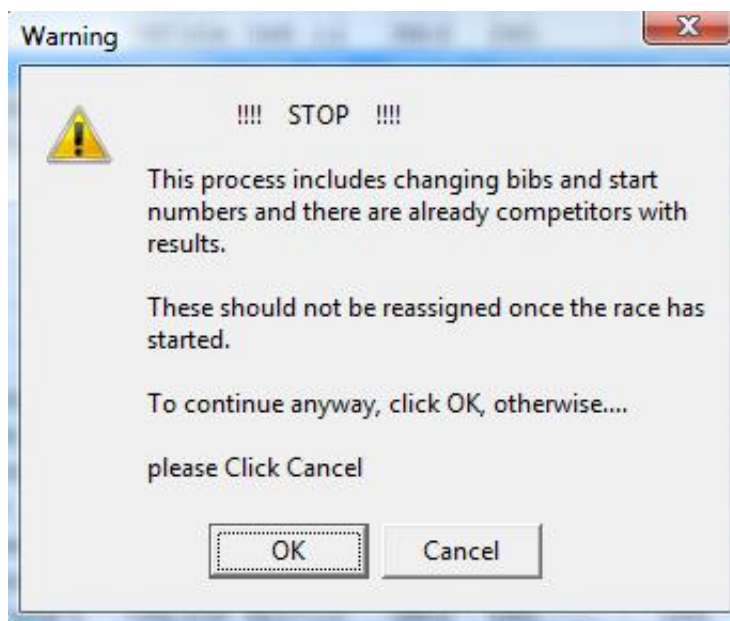 Warning
!!!! STOP !!!!
This process includes changing bibs and start
numbers and there are already competitors with
results.
These should not be reassigned once the race has
started.
To continue anyway, click OK, otherwise....
please Click Cancel
OK
Cancel